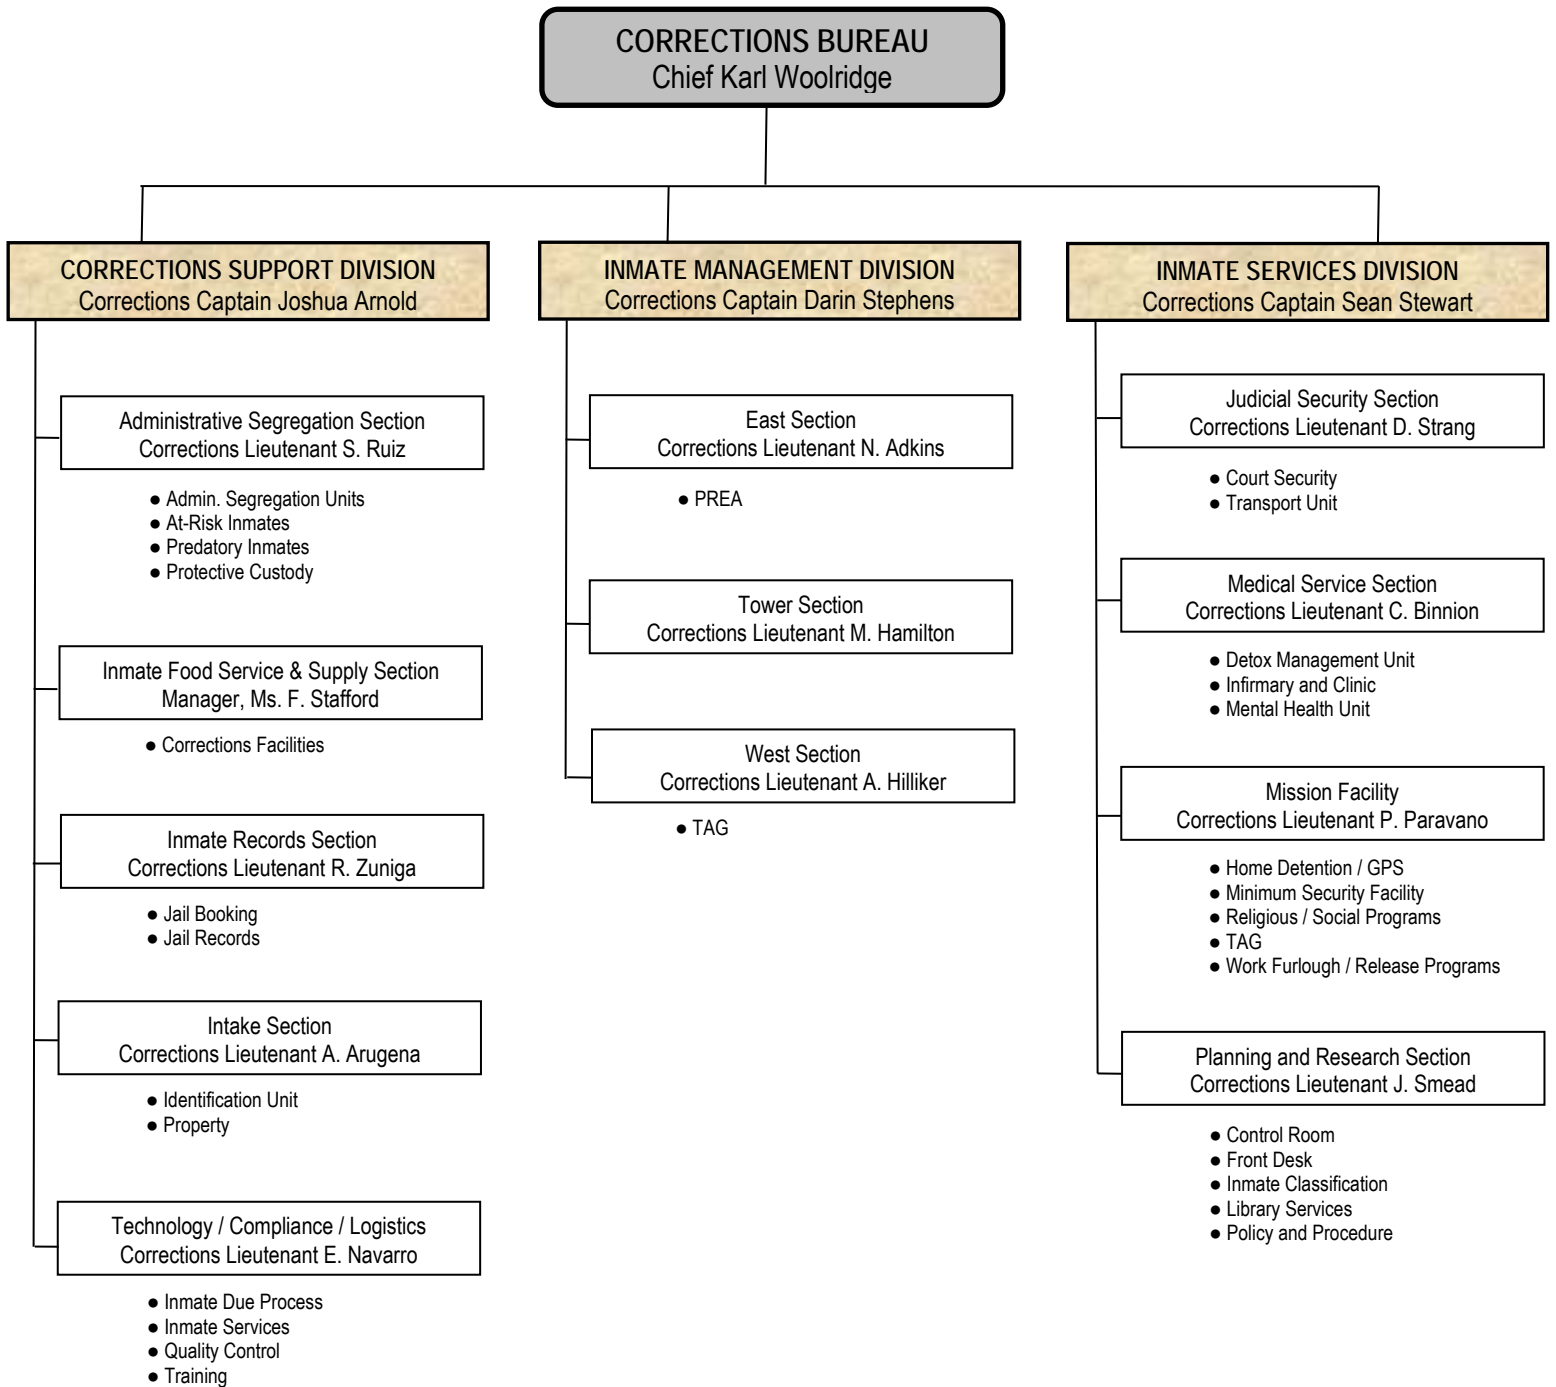 CORRECTIONS BUREAU
Chief Karl Woolridge
CORRECTIONS SUPPORT DIVISION
Corrections Captain Joshua Arnold
Administrative Segregation Section
Corrections Lieutenant S. Ruiz
● Admin. Segregation Units
● At-Risk Inmates
● Predatory Inmates
● Protective Custody
Inmate Food Service & Supply Section
Manager, Ms. F. Stafford
● Corrections Facilities
Inmate Records Section
Corrections Lieutenant R. Zuniga
● Jail Booking
● Jail Records
Intake Section
Corrections Lieutenant A. Arugena
● Identification Unit
● Property
Technology / Compliance / Logistics
Corrections Lieutenant E. Navarro
● Inmate Due Process
● Inmate Services
● Quality Control
● Training
INMATE MANAGEMENT DIVISION
Corrections Captain Darin Stephens
East Section
Corrections Lieutenant N. Adkins
● PREA
Tower Section
Corrections Lieutenant M. Hamilton
West Section
Corrections Lieutenant A. Hilliker
● TAG
INMATE SERVICES DIVISION
Corrections Captain Sean Stewart
Judicial Security Section
Corrections Lieutenant D. Strang
● Court Security
● Transport Unit
Medical Service Section
Corrections Lieutenant C. Binnion
● Detox Management Unit
● Infirmary and Clinic
● Mental Health Unit
Mission Facility
Corrections Lieutenant P. Paravano
● Home Detention / GPS
● Minimum Security Facility
● Religious / Social Programs
● TAG
● Work Furlough / Release Programs
Planning and Research Section
Corrections Lieutenant J. Smead
● Control Room
● Front Desk
● Inmate Classification
● Library Services
● Policy and Procedure